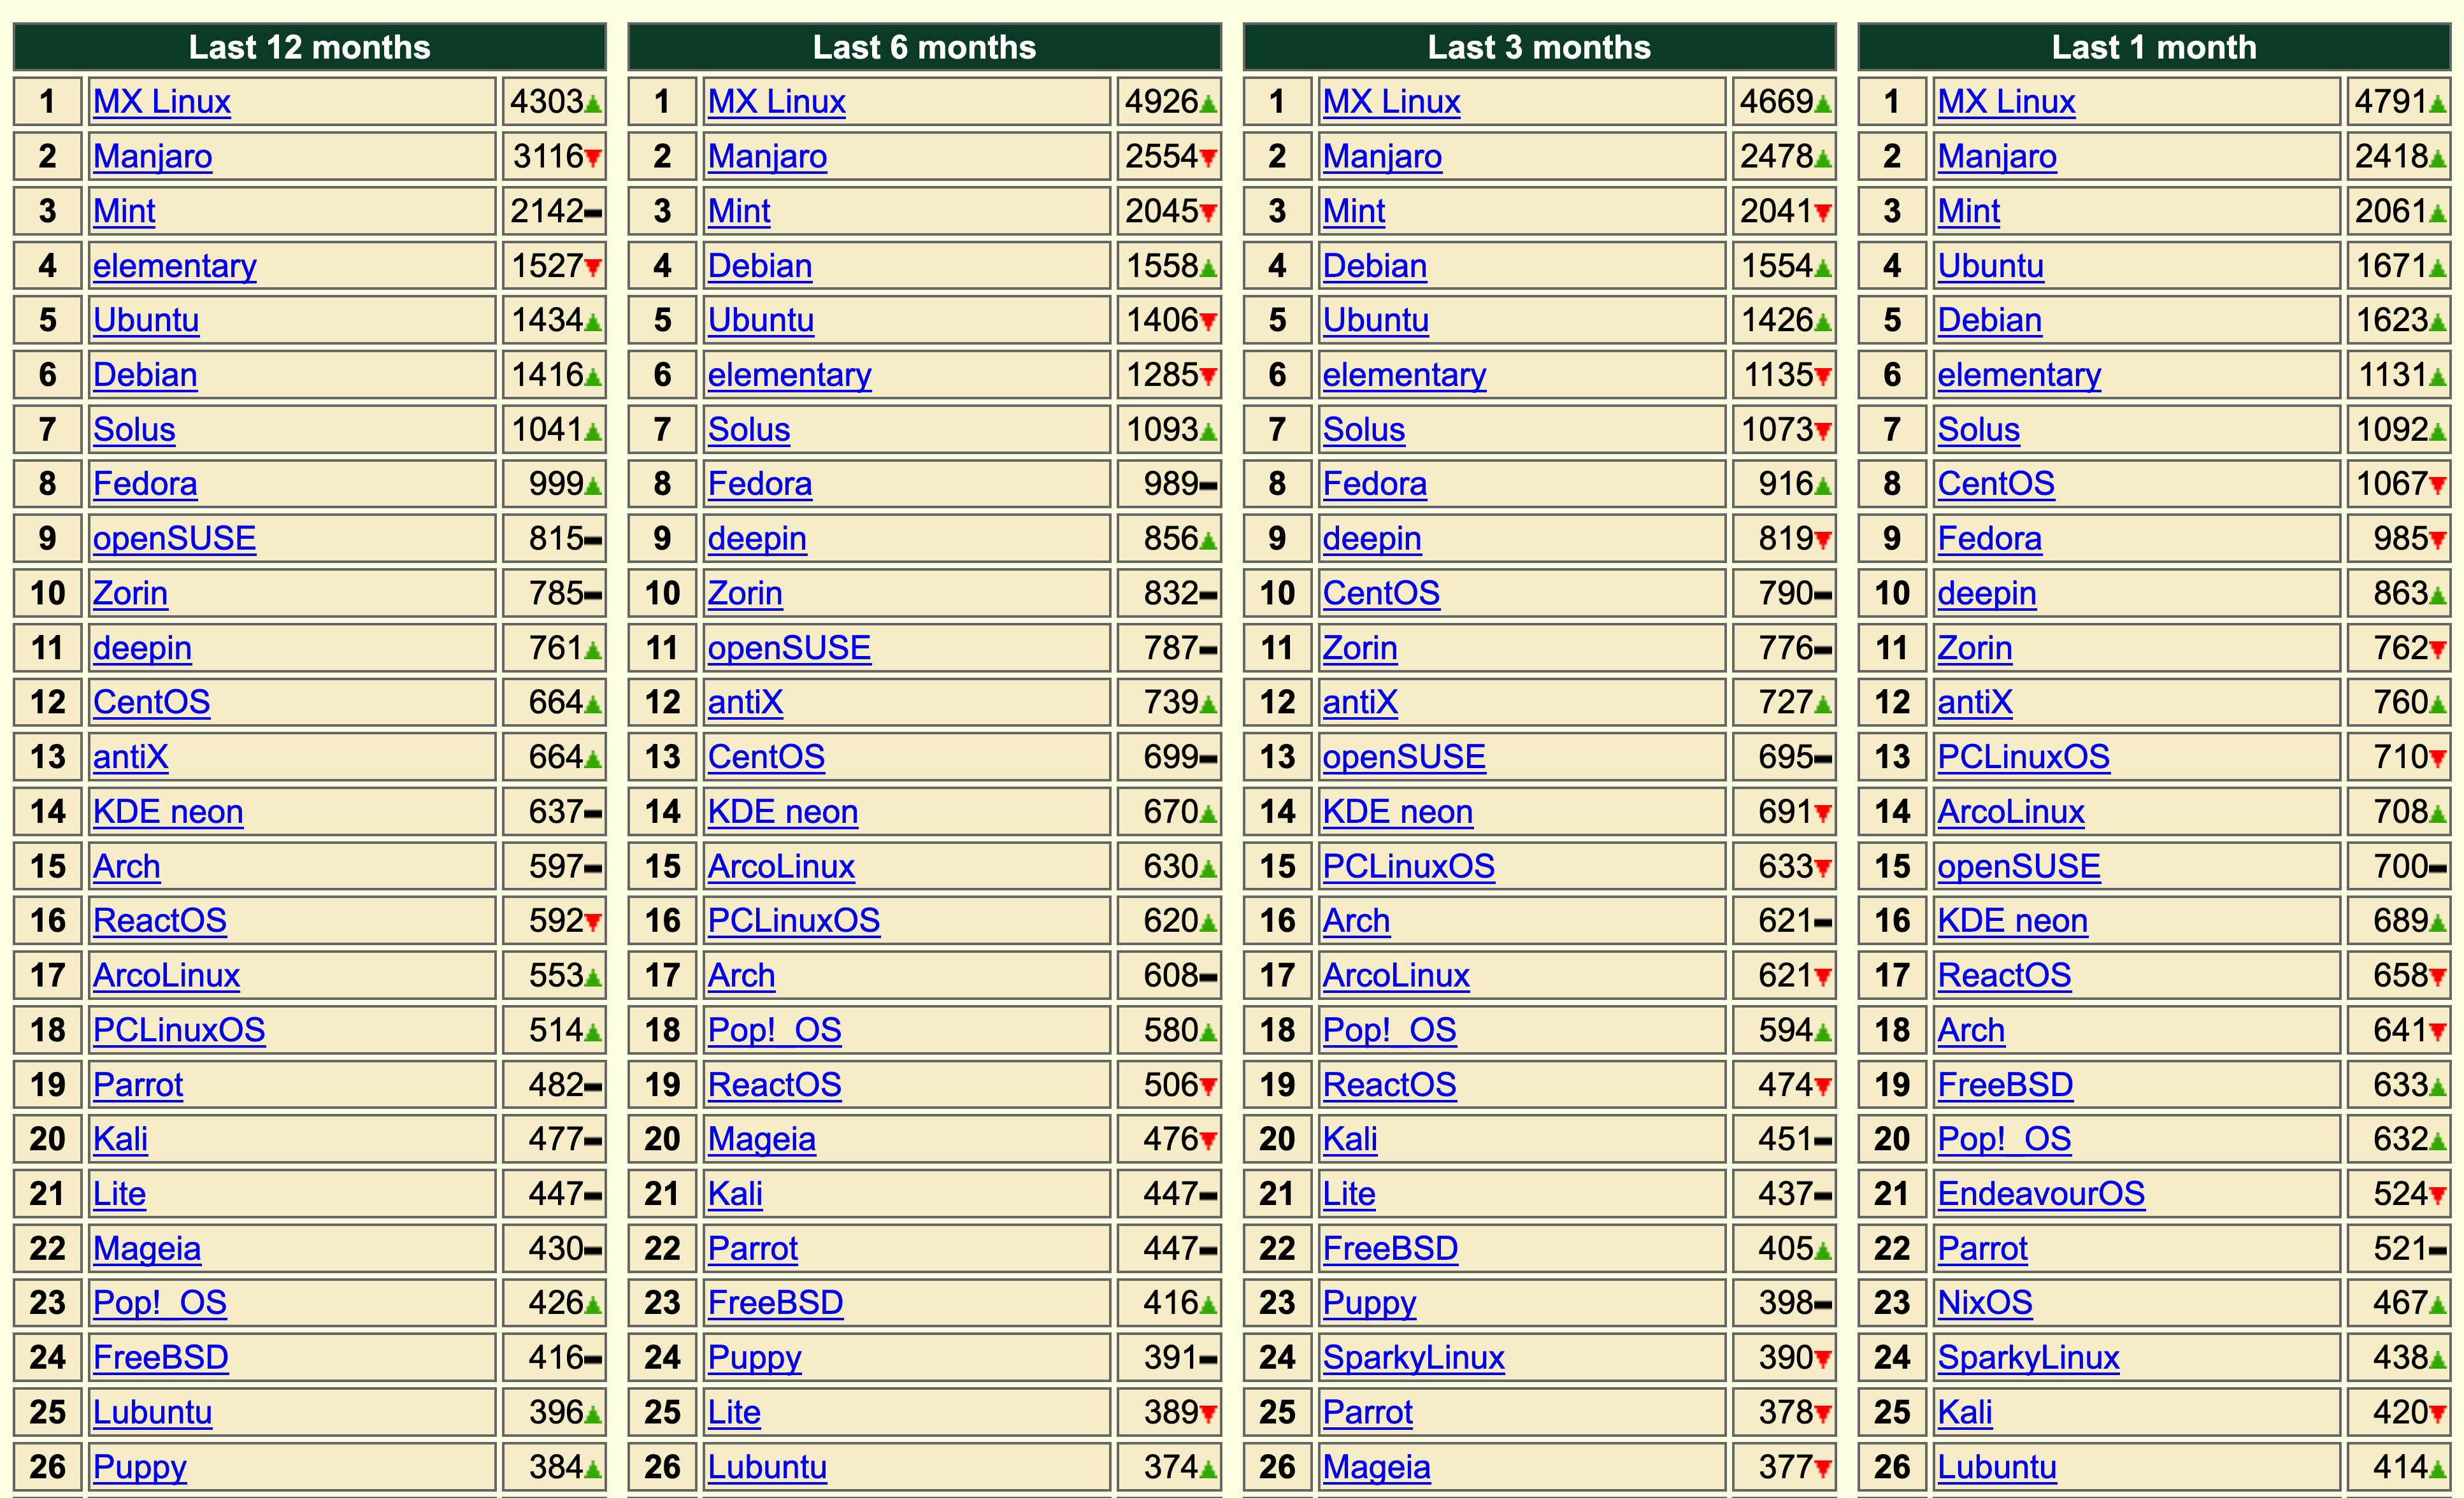 Last 12 months Last 6 months Last 3 months Last 1 month
1 MX Linux 4303 1 MX Linux 4926 1 MX Linux 4669 1 MX Linux 4791
2 Manjaro 3116 2 Manjaro 2554 2 Manjaro 2478 2 Manjaro 2418
3 Mint 2142 3 Mint 2045 3 Mint 2041 3 Mint 2061
4 elementary 1527 4 Debian 1558 4 Debian 1554 4 Ubuntu 1671
5 Ubuntu 1434 5 Ubuntu 1406 5 Ubuntu 1426 5 Debian 1623
6 Debian 1416 6 elementary 1285 6 elementary 1135 6 elementary 1131
7 Solus 1041 7 Solus 1093 7 Solus 1073 7 Solus 1092
8 Fedora 999 8 Fedora 989 8 Fedora 916 8 CentOS 1067
9 openSUSE 815 9 deepin 856 9 deepin 819 9 Fedora 985
10 Zorin 785 10 Zorin 832 10 CentOS 790 10 deepin 863
11 deepin 761 11 openSUSE 787 11 Zorin 776 11 Zorin 762
12 CentOS 664 12 antiX 739 12 antiX 727 12 antiX 760
13 antiX 664 13 CentOS 699 13 openSUSE 695 13 PCLinuxOS 710
14 KDE neon 637 14 KDE neon 670 14 KDE neon 691 14 ArcoLinux 708
15 Arch 597 15 ArcoLinux 630 15 PCLinuxOS 633 15 openSUSE 700
16 ReactOS 592 16 PCLinuxOS 620 16 Arch 621 16 KDE neon 689
17 ArcoLinux 553 17 Arch 608 17 ArcoLinux 621 17 ReactOS 658
18 PCLinuxOS 514 18 Pop!_OS 580 18 Pop!_OS 594 18 Arch 641
19 Parrot 482 19 ReactOS 506 19 ReactOS 474 19 FreeBSD 633
20 Kali 477 20 Mageia 476 20 Kali 451 20 Pop!_OS 632
21 Lite 447 21 Kali 447 21 Lite 437 21 EndeavourOS 524
22 Mageia 430 22 Parrot 447 22 FreeBSD 405 22 Parrot 521
23 Pop!_OS 426 23 FreeBSD 416 23 Puppy 398 23 NixOS 467
24 FreeBSD 416 24 Puppy 391 24 SparkyLinux 390 24 SparkyLinux 438
25 Lubuntu 396 25 Lite 389 25 Parrot 378 25 Kali 420
26 Puppy 384 26 Lubuntu 374 26 Mageia 377 26 Lubuntu 414